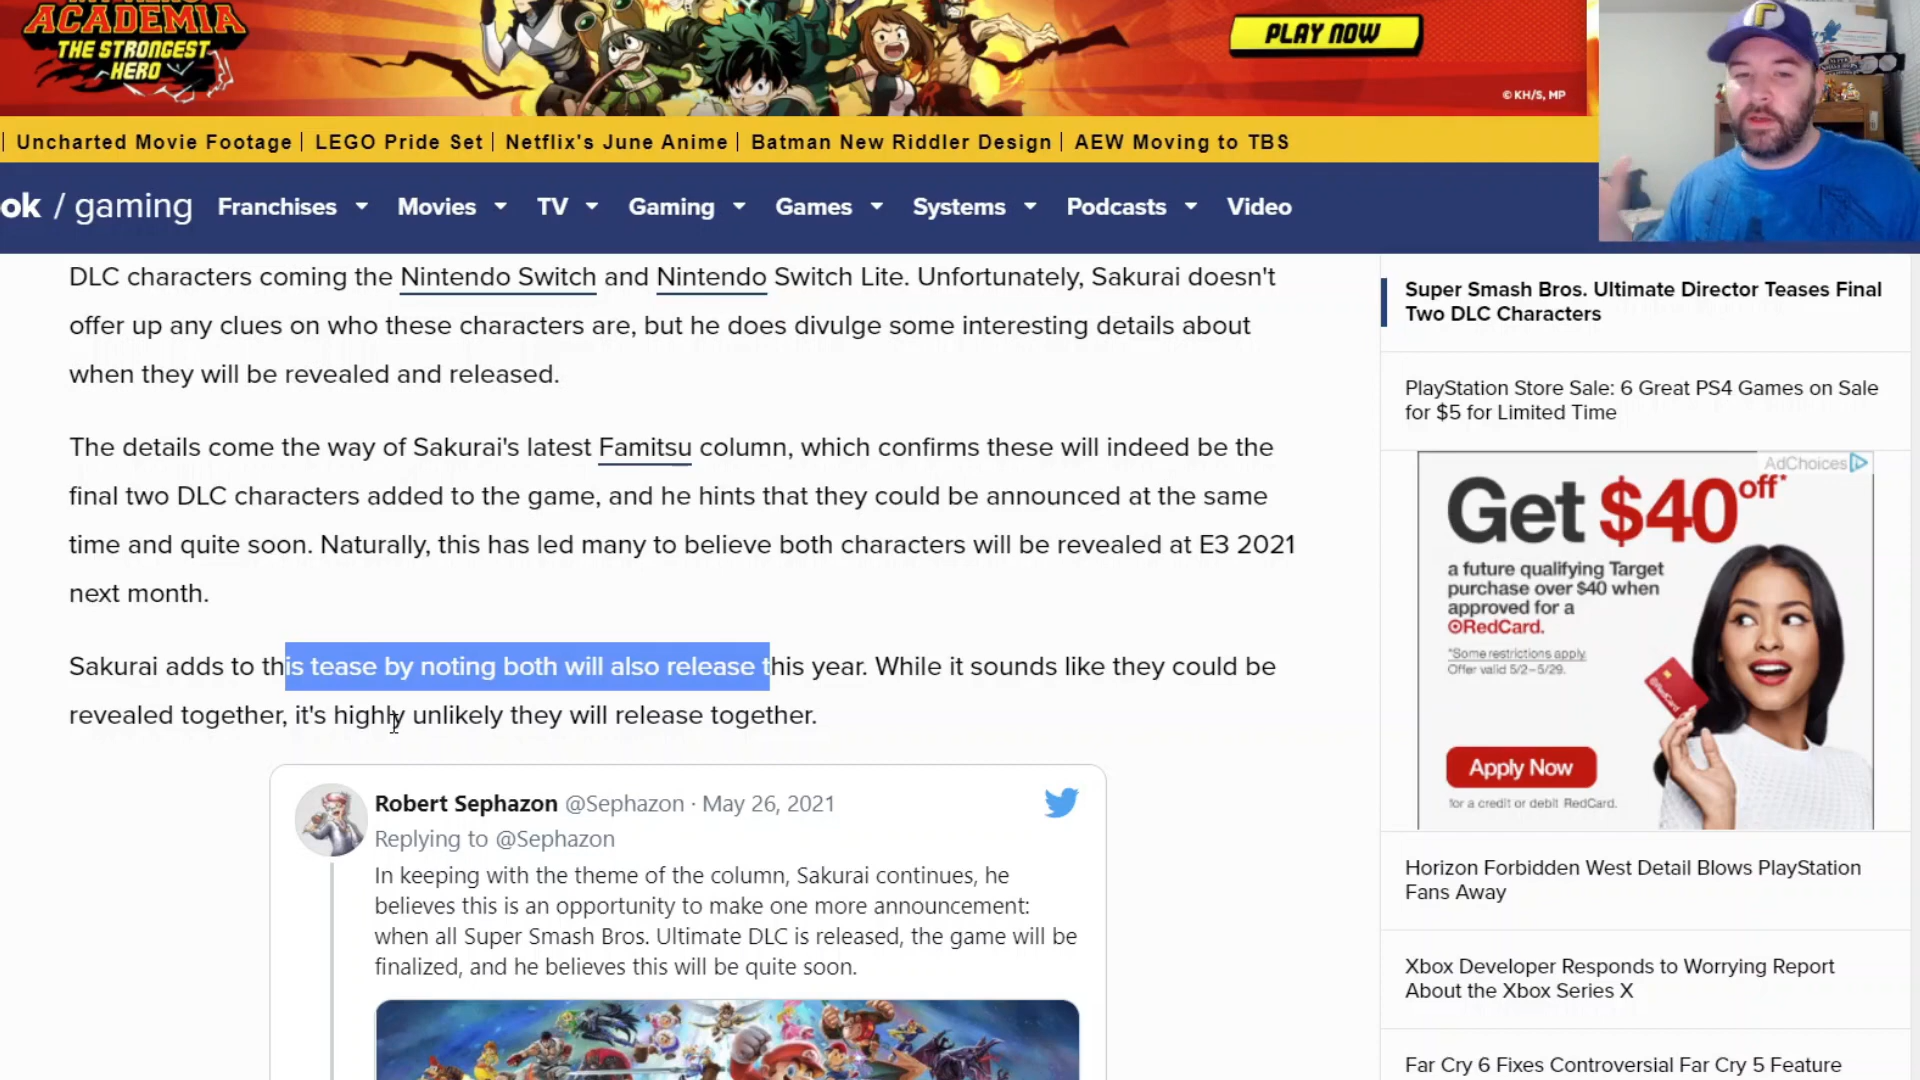 ACADEMIA
THE STRONGEST
HERO
PLAY NOW
© KH/S, MP
Uncharted Movie Footage | LEGO Pride Set | Netflix's June Anime | Batman New Riddler Design | AEW Moving to TBS
ok / gaming Franchises Movies TV Gaming Games Systems Podcasts Video
DLC characters coming the Nintendo Switch and Nintendo Switch Lite. Unfortunately, Sakurai doesn't
offer up any clues on who these characters are, but he does divulge some interesting details about
when they will be revealed and released.
The details come the way of Sakurai's latest Famitsu column, which confirms these will indeed be the
final two DLC characters added to the game, and he hints that they could be announced at the same
time and quite soon. Naturally, this has led many to believe both characters will be revealed at E3 2021
next month.
Sakurai adds to this tease by noting both will also release this year. While it sounds like they could be
revealed together, it's highly unlikely they will release together.
Robert Sephazon @Sephazon · May 26, 2021
Replying to @Sephazon
In keeping with the theme of the column, Sakurai continues, he
believes this is an opportunity to make one more announcement:
when all Super Smash Bros. Ultimate DLC is released, the game will be
finalized, and he believes this will be quite soon.
Super Smash Bros. Ultimate Director Teases Final
Two DLC Characters
PlayStation Store Sale: 6 Great PS4 Games on Sale
for $5 for Limited Time
AdChoices
Get $40 off*
a future qualifying Target
purchase over $40 when
approved for a
RedCard.
*Some restrictions apply.
Offer valid 5/2–5/29.
Apply Now
for a credit or debit RedCard.
Horizon Forbidden West Detail Blows PlayStation
Fans Away
Xbox Developer Responds to Worrying Report
About the Xbox Series X
Far Cry 6 Fixes Controversial Far Cry 5 Feature